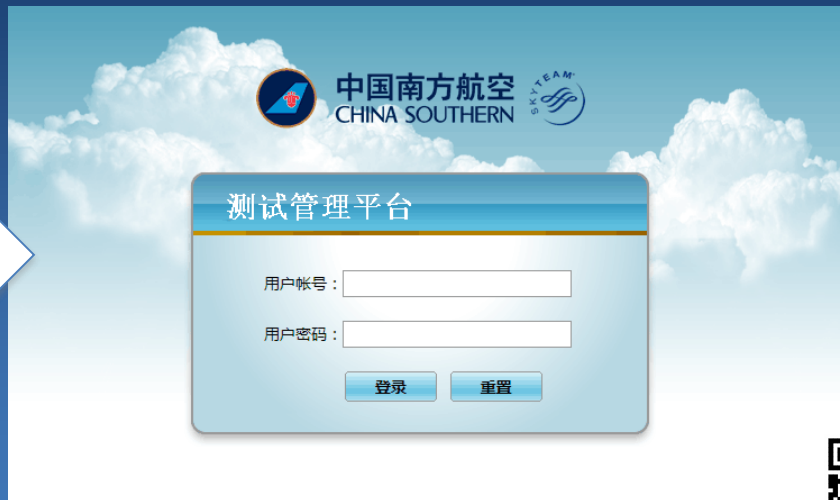 中国南方航空
CHINA SOUTHERN
SKYTEAM
测试管理平台
用户帐号：
用户密码：
登录 重置